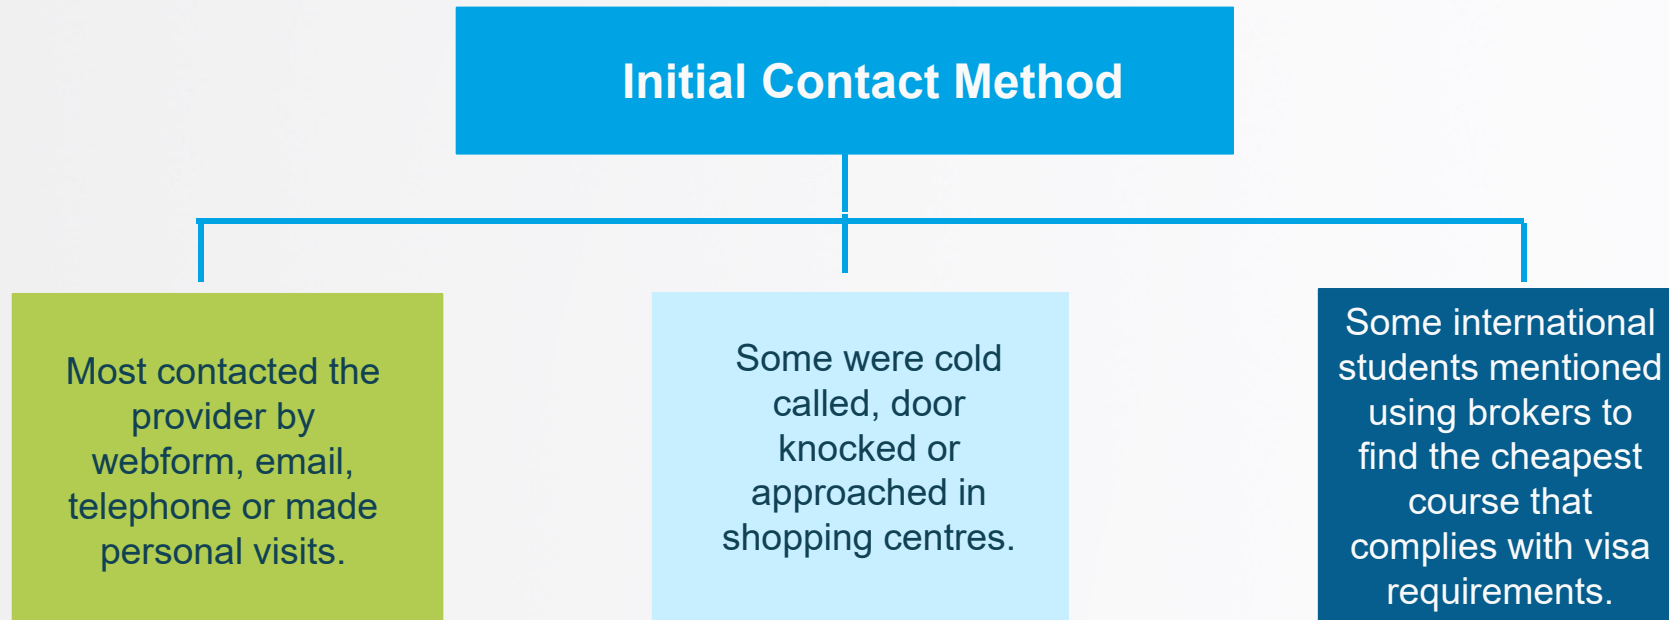 Initial Contact Method
Most contacted the
provider by
webform, email,
telephone or made
personal visits.
Some were cold
called, door
knocked or
approached in
shopping centres.
Some international
students mentioned
using brokers to
find the cheapest
course that
complies with visa
requirements.